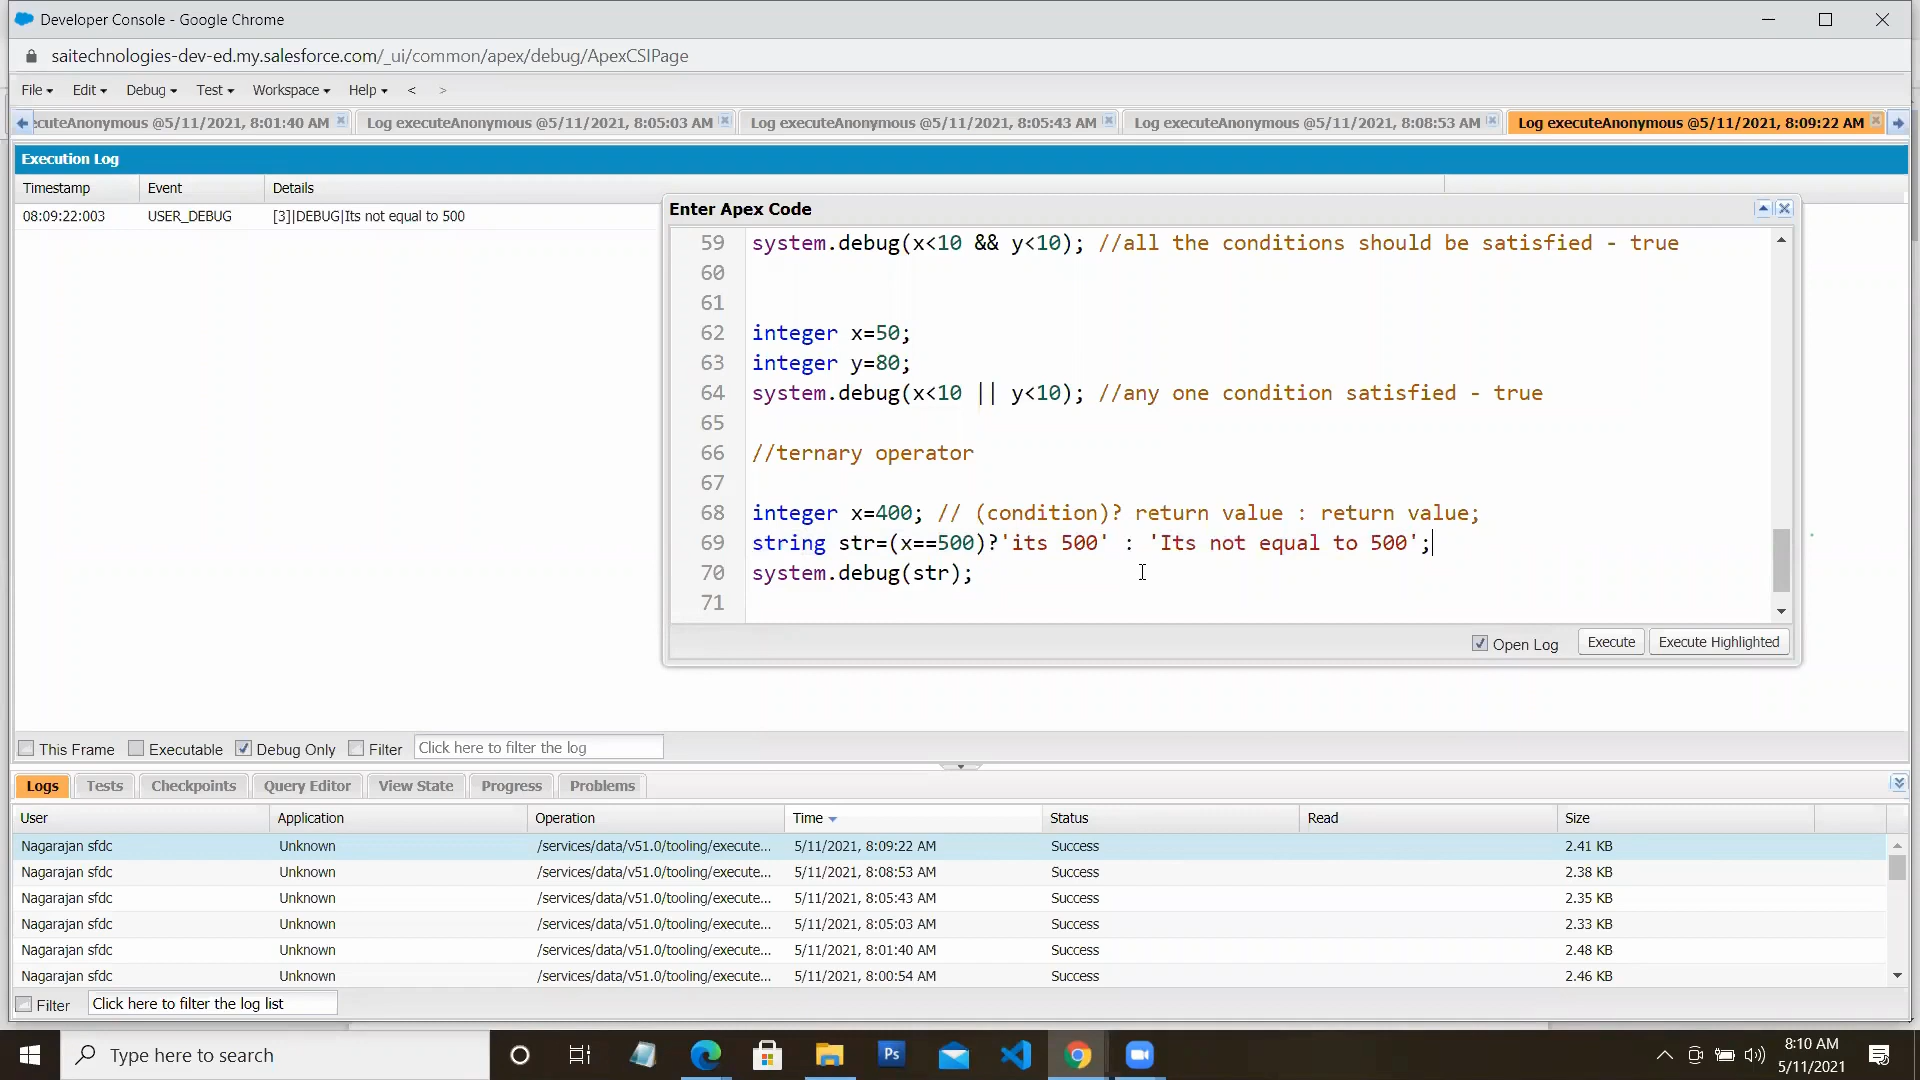 Developer Console - Google Chrome
saitechnologies-dev-ed.my.salesforce.com/_ui/common/apex/debug/ApexCSIPage
File Edit Debug Test Workspace Help < >
ecuteAnonymous @5/11/2021, 8:01:40 AM Log executeAnonymous @5/11/2021, 8:05:03 AM Log executeAnonymous @5/11/2021, 8:05:43 AM Log executeAnonymous @5/11/2021, 8:08:53 AM Log executeAnonymous @5/11/2021, 8:09:22 AM
Execution Log
Timestamp Event Details
08:09:22:003 USER_DEBUG [3]|DEBUG|Its not equal to 500
Enter Apex Code
59 system.debug(x<10 && y<10); //all the conditions should be satisfied - true
60
61
62 integer x=50;
63 integer y=80;
64 system.debug(x<10 || y<10); //any one condition satisfied - true
65
66 //ternary operator
67
68 integer x=400; // (condition)? return value : return value;
69 string str=(x==500)?'its 500' : 'Its not equal to 500';
70 system.debug(str);
71
Open Log Execute Execute Highlighted
This Frame Executable Debug Only Filter Click here to filter the log
Logs Tests Checkpoints Query Editor View State Progress Problems
User Application Operation Time Status Read Size
Nagarajan sfdc Unknown /services/data/v51.0/tooling/execute... 5/11/2021, 8:09:22 AM Success 2.41 KB
Nagarajan sfdc Unknown /services/data/v51.0/tooling/execute... 5/11/2021, 8:08:53 AM Success 2.38 KB
Nagarajan sfdc Unknown /services/data/v51.0/tooling/execute... 5/11/2021, 8:05:43 AM Success 2.35 KB
Nagarajan sfdc Unknown /services/data/v51.0/tooling/execute... 5/11/2021, 8:05:03 AM Success 2.33 KB
Nagarajan sfdc Unknown /services/data/v51.0/tooling/execute... 5/11/2021, 8:01:40 AM Success 2.48 KB
Nagarajan sfdc Unknown /services/data/v51.0/tooling/execute... 5/11/2021, 8:00:54 AM Success 2.46 KB
Filter Click here to filter the log list
Type here to search
Ps
8:10 AM
5/11/2021